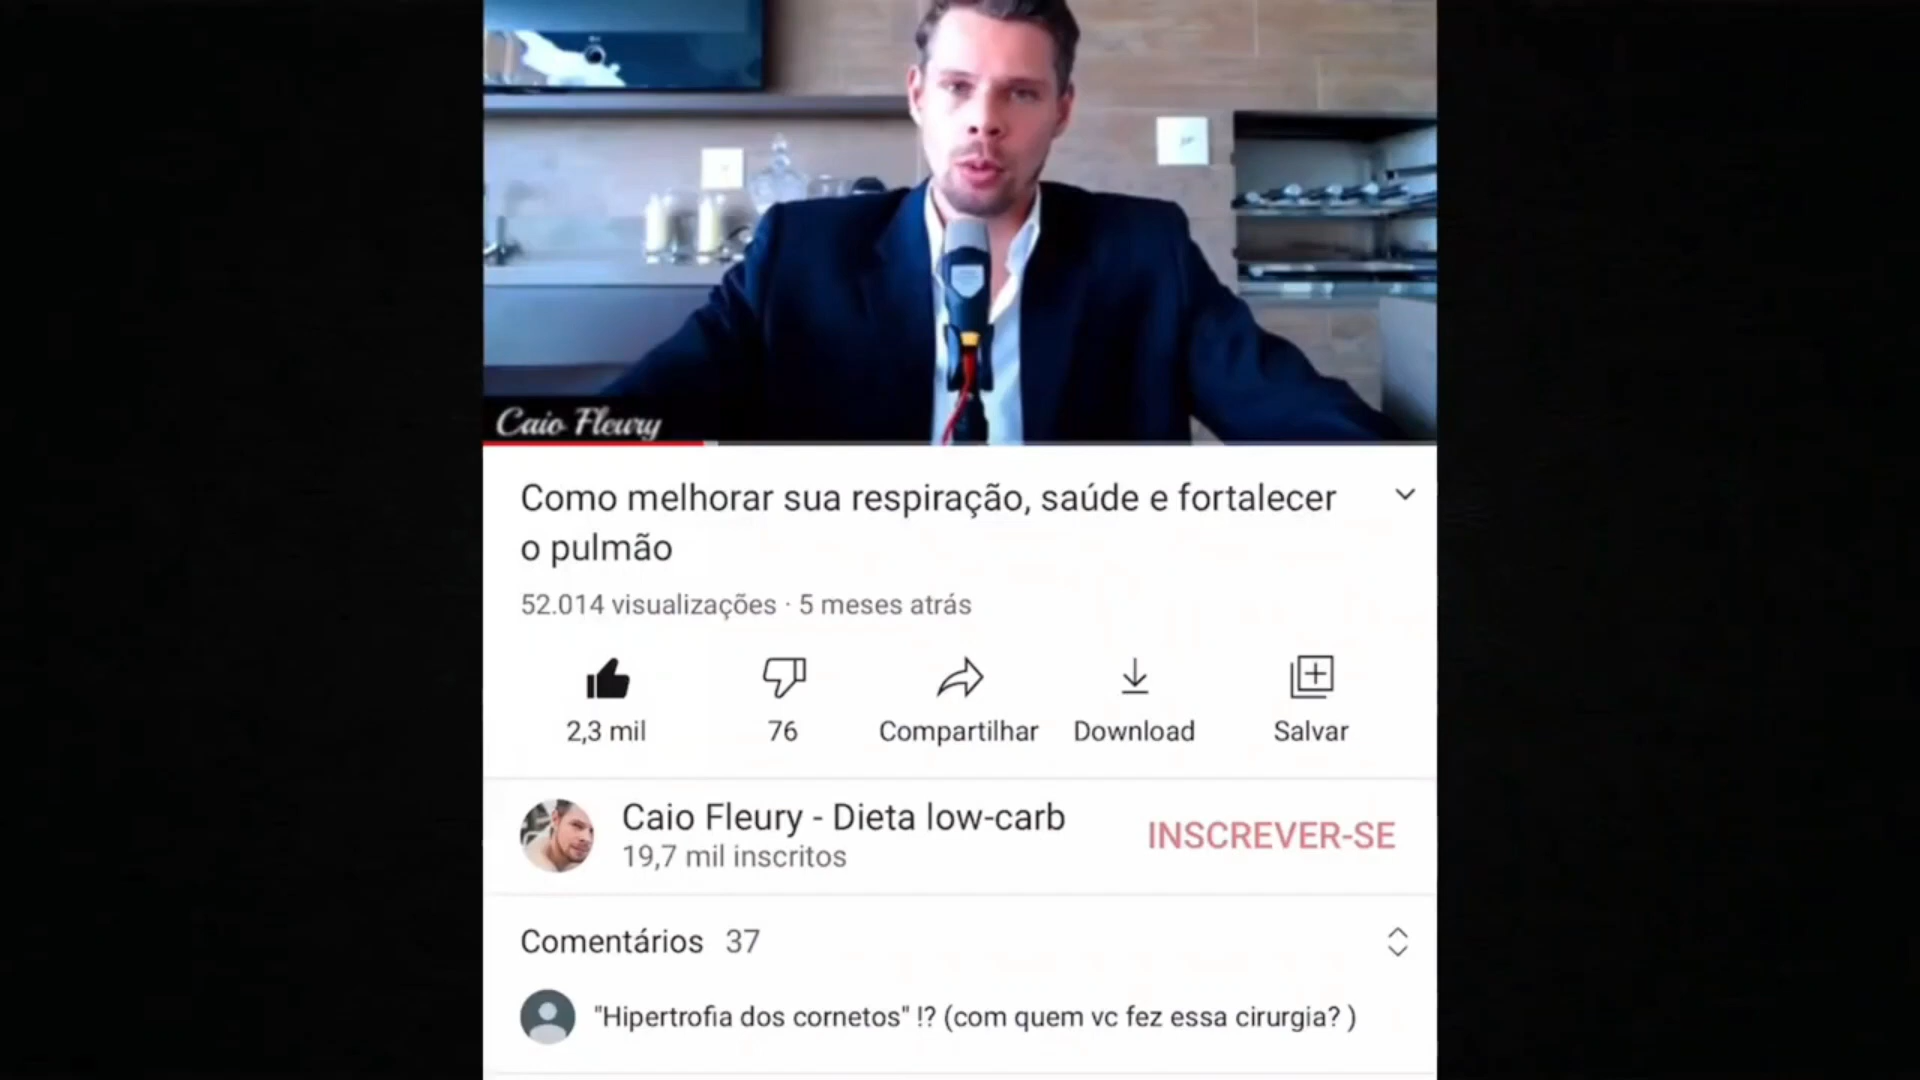 Caio Fleury
Como melhorar sua respiração, saúde e fortalecer
o pulmão
52.014 visualizações · 5 meses atrás
2,3 mil
76
Compartilhar
Download
Salvar
Caio Fleury - Dieta low-carb
INSCREVER-SE
19,7 mil inscritos
Comentários 37
"Hipertrofia dos cornetos" !? (com quem vc fez essa cirurgia? )